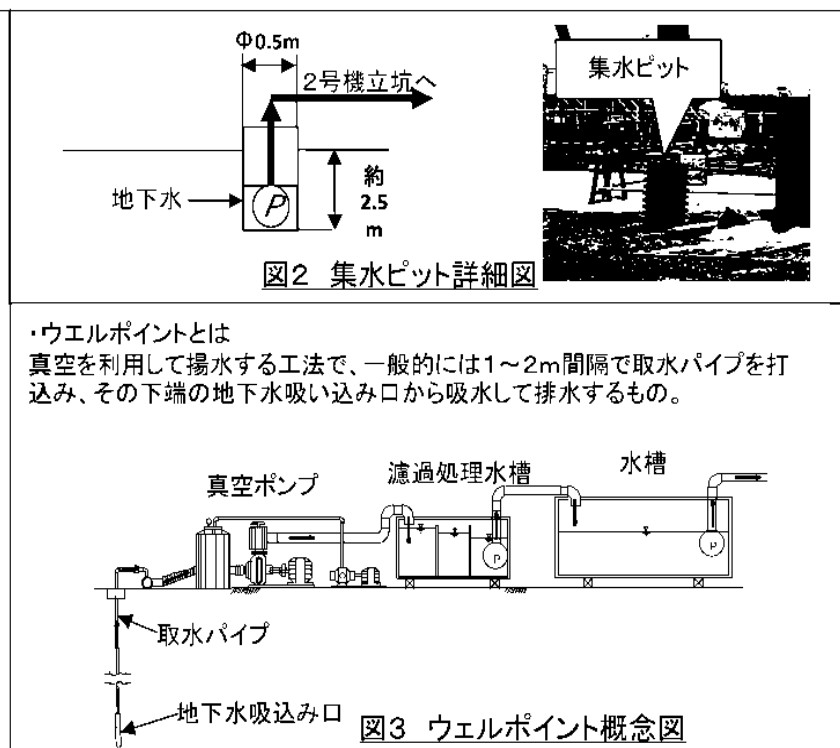 Φ0.5m
2号機立坑へ
集水ピット
地下水
P
約
2.5
m
図2 集水ピット詳細図
・ウエルポイントとは
真空を利用して揚水する工法で、一般的には1～2m間隔で取水パイプを打
込み、その下端の地下水吸い込み口から吸水して排水するもの。
真空ポンプ
濾過処理水槽
水槽
P
P
取水パイプ
地下水吸込み口
図3 ウェルポイント概念図